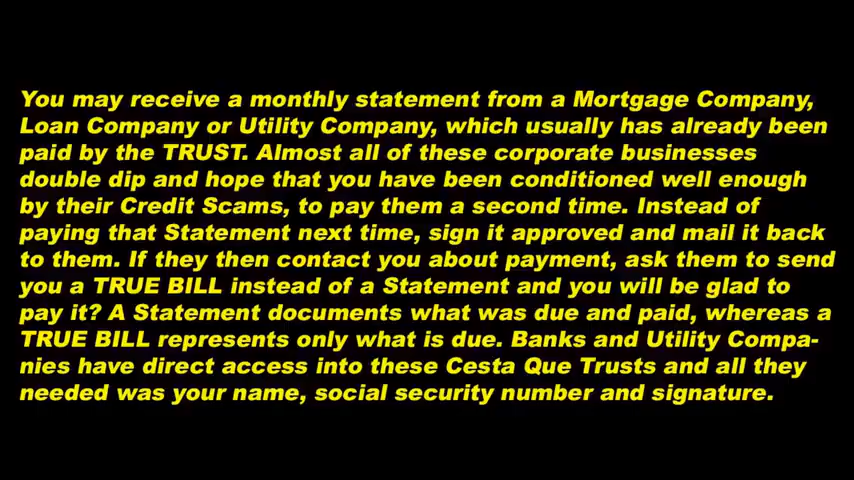 You may receive a monthly statement from a Mortgage Company,
Loan Company or Utility Company, which usually has already been
paid by the TRUST. Almost all of these corporate businesses
double dip and hope that you have been conditioned well enough
by their Credit Scams, to pay them a second time. Instead of
paying that Statement next time, sign it approved and mail it back
to them. If they then contact you about payment, ask them to send
you a TRUE BILL instead of a Statement and you will be glad to
pay it? A Statement documents what was due and paid, whereas a
TRUE BILL represents only what is due. Banks and Utility Compa-
nies have direct access into these Cesta Que Trusts and all they
needed was your name, social security number and signature.